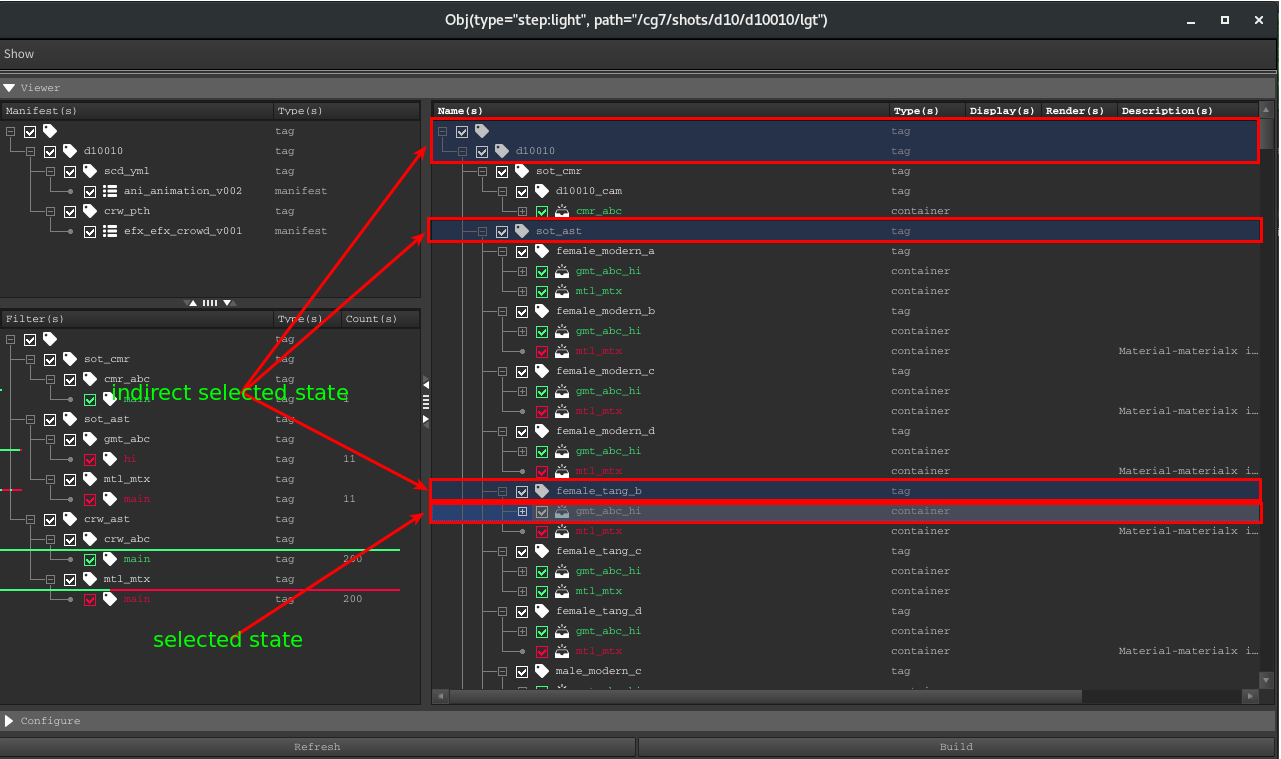 Obj(type="step:light", path="/cg7/shots/d10/d10010/lgt")
Show
Viewer
Manifest(s) Type(s)
tag
d10010 tag
scd_yml tag
ani_animation_v002 manifest
crw_pth tag
efx_efx_crowd_v001 manifest
Filter(s) Type(s) Count(s)
tag
sot_cmr tag
cmr_abc tag
main tag 1
indirect selected state
sot_ast tag
gmt_abc tag
hi tag 11
mtl_mtx tag
main tag 11
crw_ast tag
crw_abc tag
main tag 200
mtl_mtx tag
main tag 200
selected state
Name(s) Type(s) Display(s) Render(s) Description(s)
tag
d10010 tag
sot_cmr tag
d10010_cam tag
cmr_abc container
sot_ast tag
female_modern_a tag
gmt_abc_hi container
mtl_mtx container
female_modern_b tag
gmt_abc_hi container
mtl_mtx container Material-materialx i…
female_modern_c tag
gmt_abc_hi container
mtl_mtx container Material-materialx i…
female_modern_d tag
gmt_abc_hi container
mtl_mtx container Material-materialx i…
female_tang_b tag
gmt_abc_hi container
mtl_mtx container Material-materialx i…
female_tang_c tag
gmt_abc_hi container
mtl_mtx container
female_tang_d tag
gmt_abc_hi container
mtl_mtx container Material-materialx i…
male_modern_c tag
Configure
Refresh Build